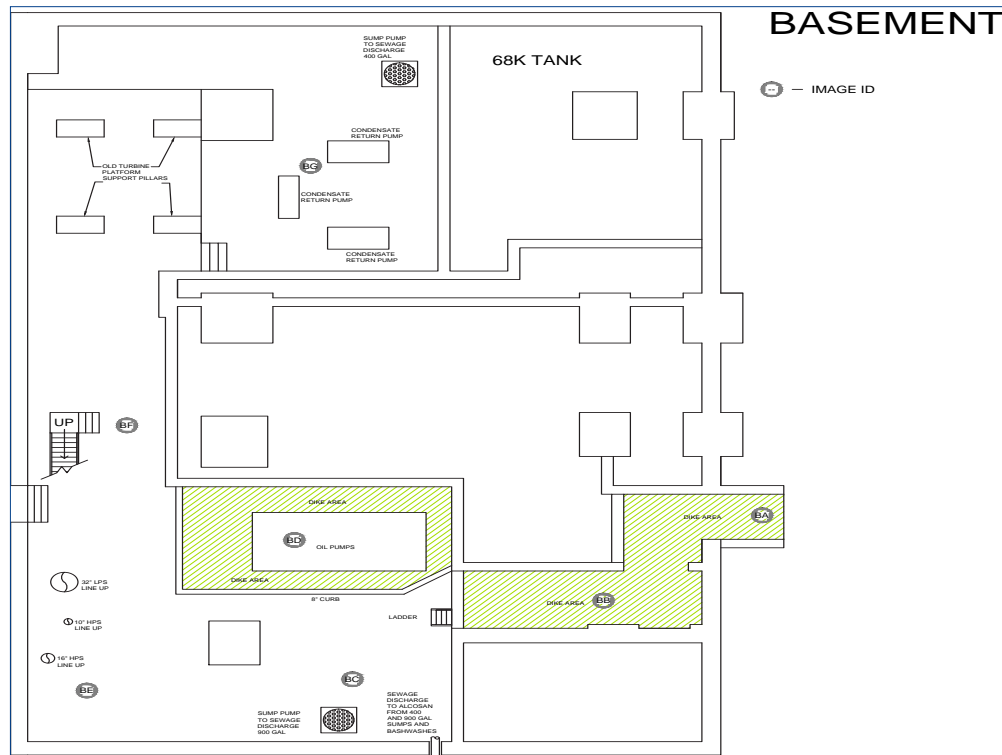 BASEMENT
-- – IMAGE ID
SUMP PUMP
TO SEWAGE
DISCHARGE
400 GAL
68K TANK
CONDENSATE
RETURN PUMP
BG
OLD TURBINE
PLATFORM
SUPPORT PILLARS
CONDENSATE
RETURN PUMP
CONDENSATE
RETURN PUMP
UP
BF
DIKE AREA
BD
OIL PUMPS
DIKE AREA
8" CURB
DIKE AREA
BA
DIKE AREA
BB
32" LPS
LINE UP
10" HPS
LINE UP
16" HPS
LINE UP
LADDER
BE
BC
SUMP PUMP
TO SEWAGE
DISCHARGE
900 GAL
SEWAGE
DISCHARGE
TO ALCOSAN
FROM 400
AND 900 GAL
SUMPS AND
BASHWASHES